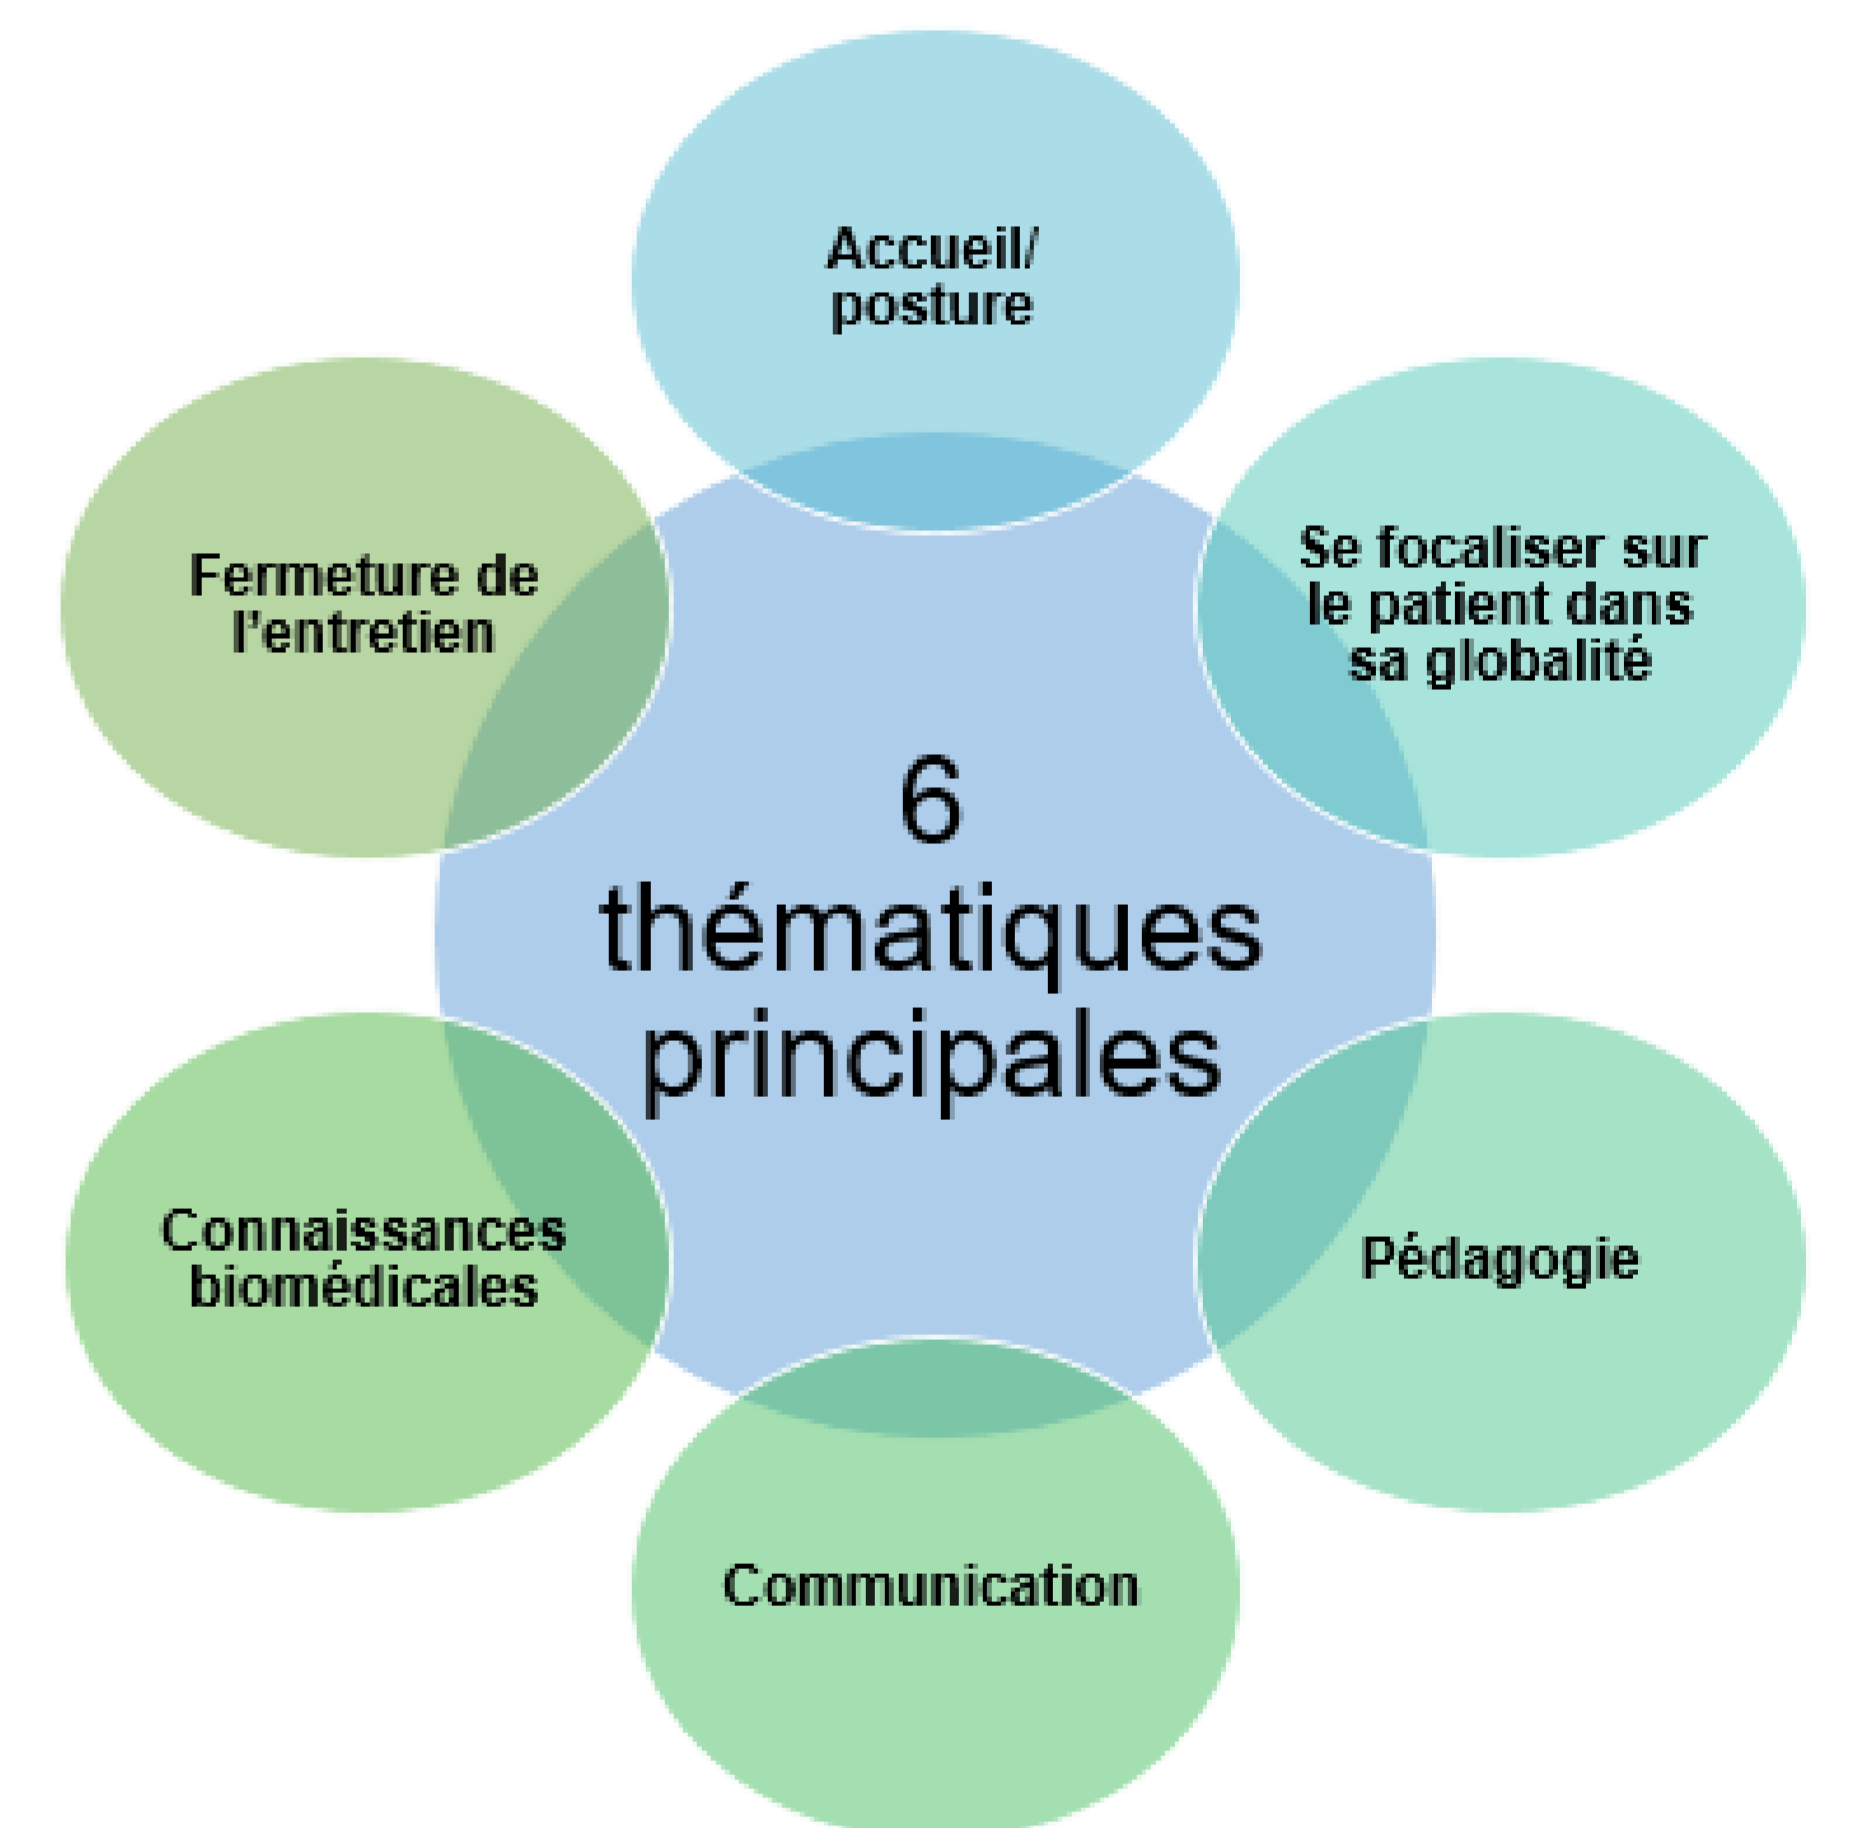 Accueil/
posture
Se focaliser sur
le patient dans
sa globalité
Pédagogie
Communication
Connaissances
biomédicales
Fermeture de
l'entretien
6
thématiques
principales